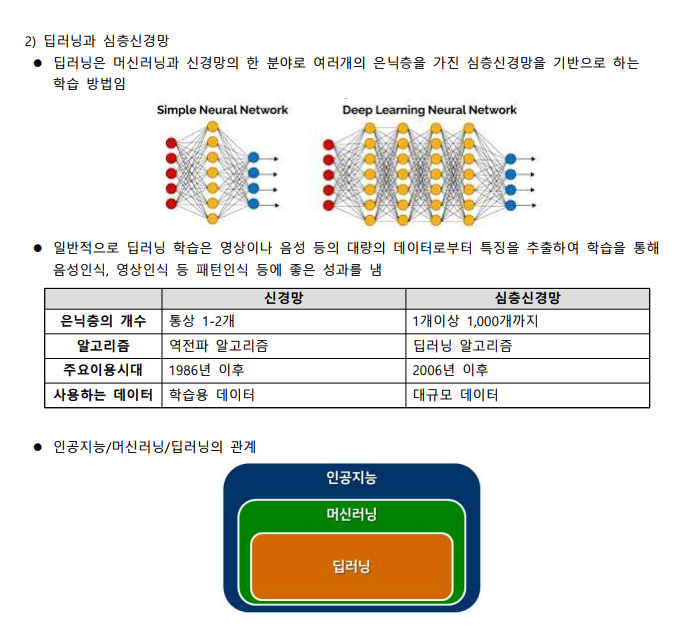 2) 딥러닝과 심층신경망
● 딥러닝은 머신러닝과 신경망의 한 분야로 여러개의 은닉층을 가진 심층신경망을 기반으로 하는
학습 방법임
Simple Neural Network
Deep Learning Neural Network
● 일반적으로 딥러닝 학습은 영상이나 음성 등의 대량의 데이터로부터 특징을 추출하여 학습을 통해
음성인식, 영상인식 등 패턴인식 등에 좋은 성과를 냄
신경망 심층신경망
은닉층의 개수 통상 1-2개 1개이상 1,000개까지
알고리즘 역전파 알고리즘 딥러닝 알고리즘
주요이용시대 1986년 이후 2006년 이후
사용하는 데이터 학습용 데이터 대규모 데이터
● 인공지능/머신러닝/딥러닝의 관계
인공지능
머신러닝
딥러닝